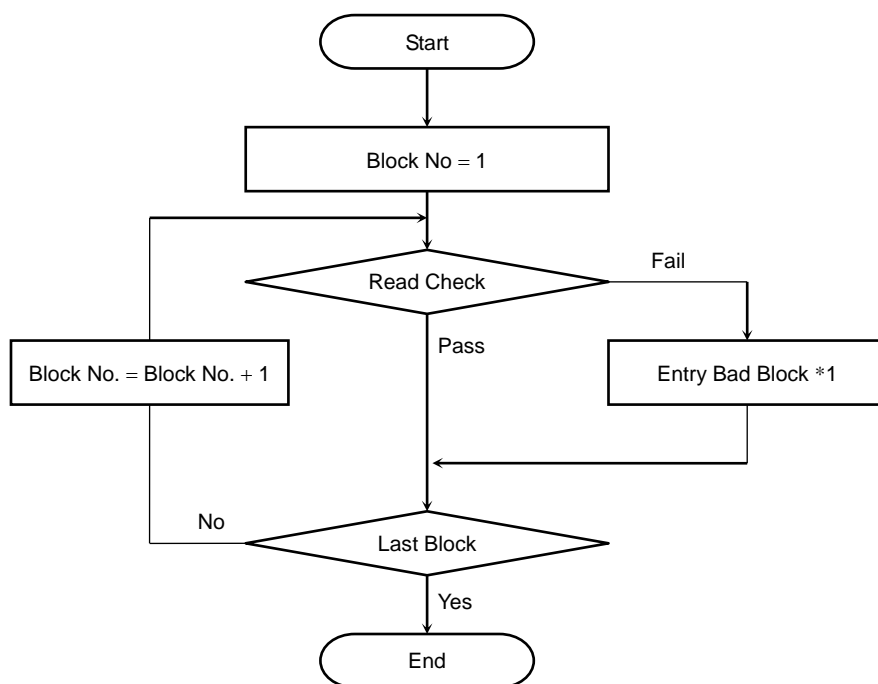 Start
Block No = 1
Read Check
Fail
Pass
Block No. = Block No. + 1
Entry Bad Block *1
No
Last Block
Yes
End